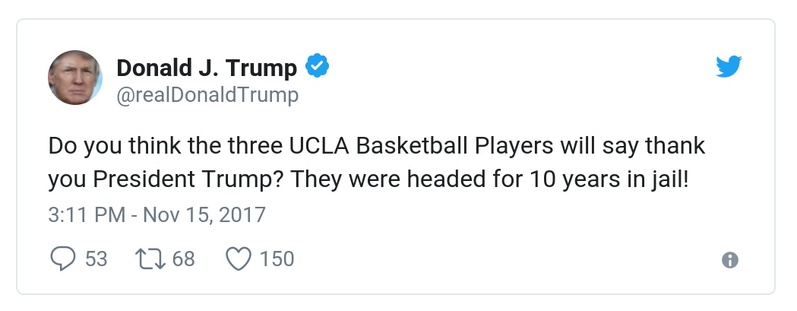 Donald J. Trump
@realDonaldTrump
Do you think the three UCLA Basketball Players will say thank
you President Trump? They were headed for 10 years in jail!
3:11 PM - Nov 15, 2017
53 68 150